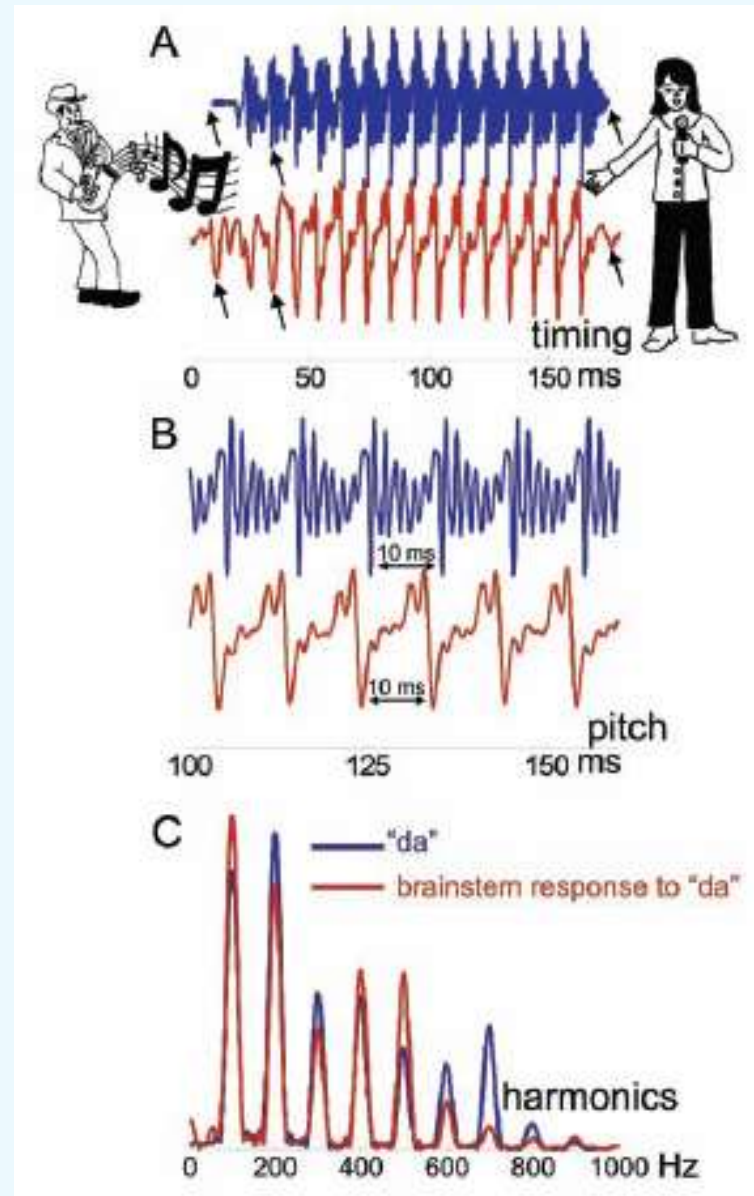 A
timing
0 50 100 150 ms
B
10 ms
10 ms
pitch
100 125 150 ms
C
"da"
brainstem response to "da"
harmonics
0 200 400 600 800 1000 Hz